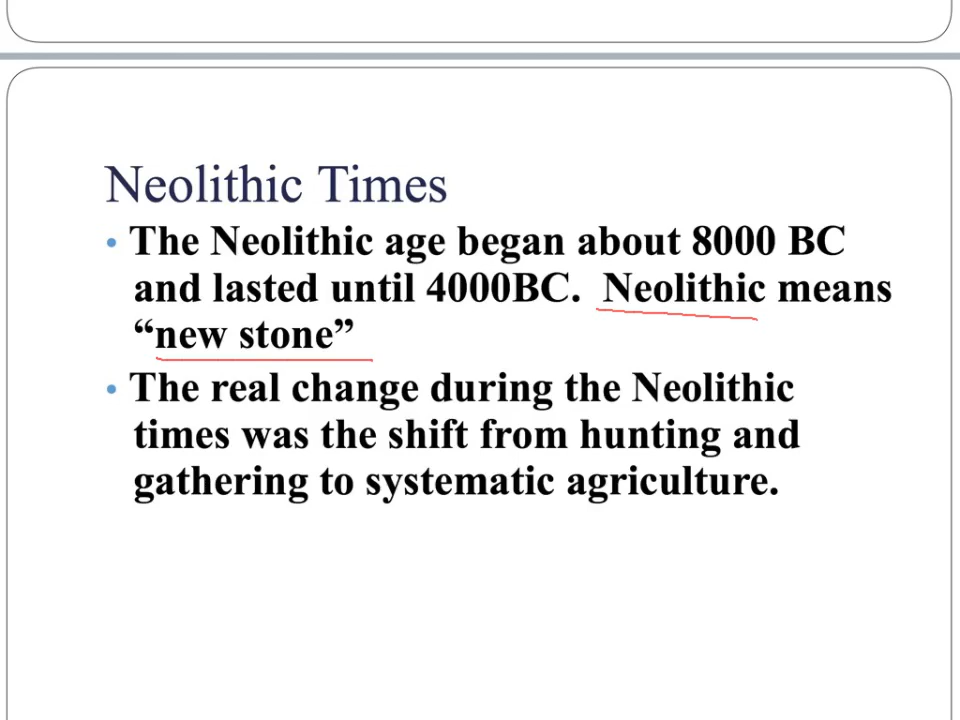 Neolithic Times
• The Neolithic age began about 8000 BC
and lasted until 4000BC.  Neolithic means
“new stone”
• The real change during the Neolithic
times was the shift from hunting and
gathering to systematic agriculture.